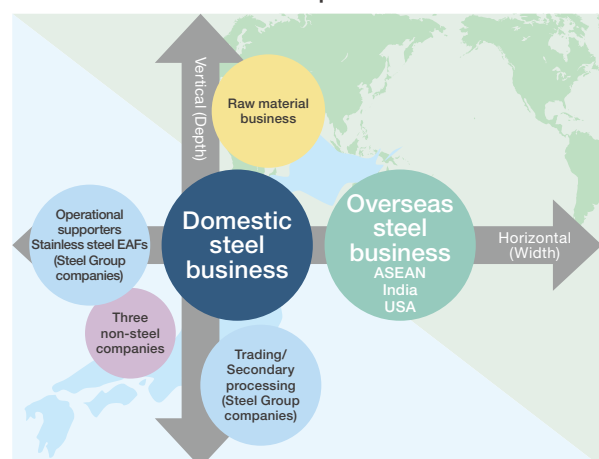 Vertical (Depth)
Raw material
business
Operational
supporters
Stainless steel EAFs
(Steel Group
companies)
Domestic
steel
business
Overseas
steel
business
ASEAN
India
USA
Horizontal
(Width)
Three
non-steel
companies
Trading/
Secondary
processing
(Steel Group
companies)